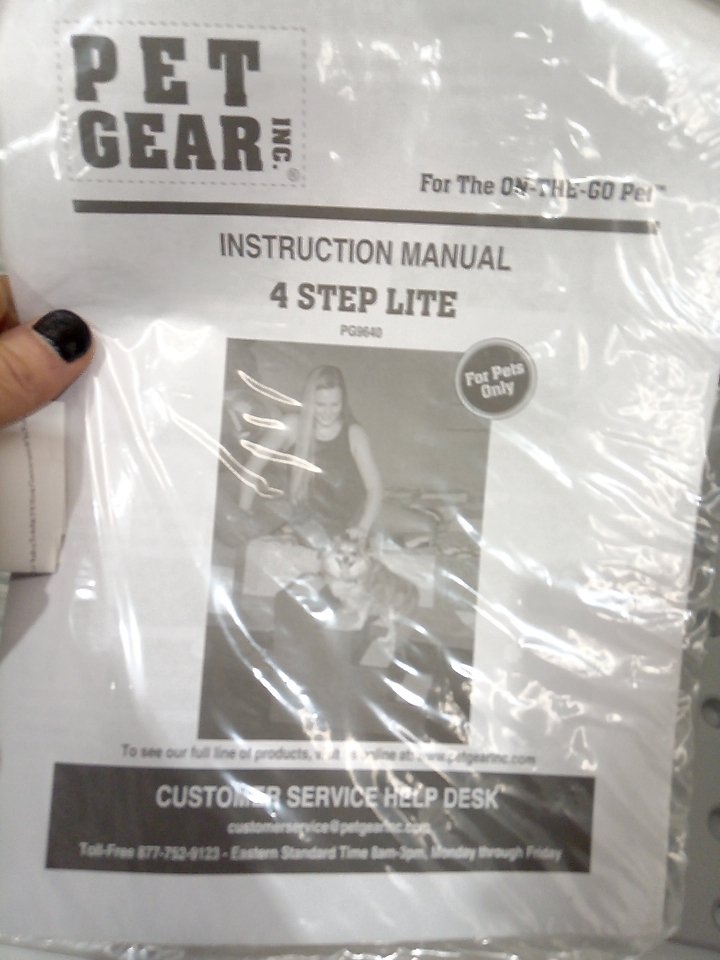 PET
GEAR INC.®
For The ON-THE-GO Pet™
INSTRUCTION MANUAL
4 STEP LITE
PG9640
For Pets
Only
To see our full line of products, visit us online at: www.petgearinc.com
CUSTOMER SERVICE HELP DESK
customerservice@petgearinc.com
Toll-Free 877-752-9123 - Eastern Standard Time 8am-3pm, Monday through Friday